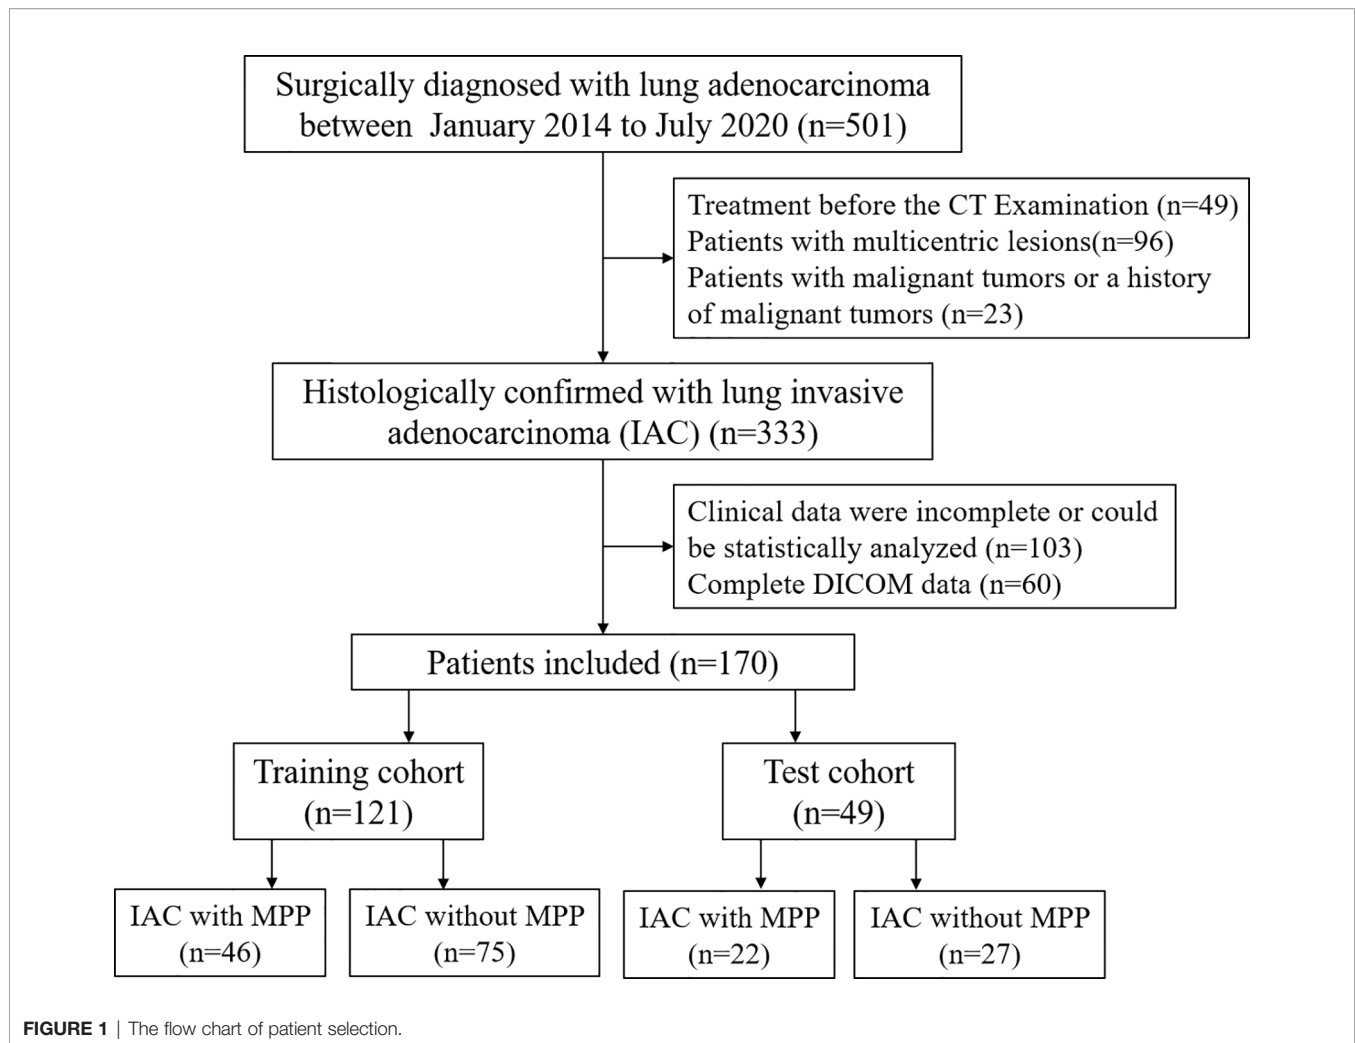 Surgically diagnosed with lung adenocarcinoma
between January 2014 to July 2020 (n=501)
Treatment before the CT Examination (n=49)
Patients with multicentric lesions(n=96)
Patients with malignant tumors or a history
of malignant tumors (n=23)
Histologically confirmed with lung invasive
adenocarcinoma (IAC) (n=333)
Clinical data were incomplete or could
be statistically analyzed (n=103)
Complete DICOM data (n=60)
Patients included (n=170)
Training cohort
(n=121)
Test cohort
(n=49)
IAC with MPP
(n=46)
IAC without MPP
(n=75)
IAC with MPP
(n=22)
IAC without MPP
(n=27)
FIGURE 1 | The flow chart of patient selection.